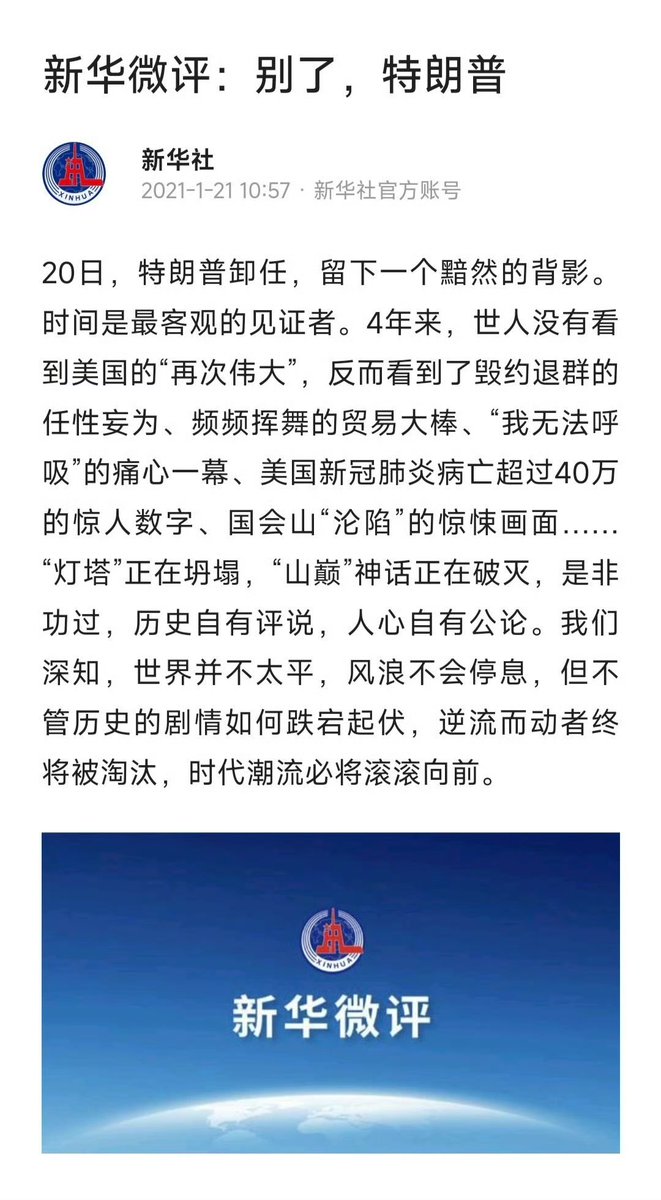 新华微评：别了，特朗普
新华社
2021-1-21 10:57 · 新华社官方账号
20日，特朗普卸任，留下一个黯然的背影。
时间是最客观的见证者。4年来，世人没有看
到美国的“再次伟大”，反而看到了毁约退群的
任性妄为、频频挥舞的贸易大棒、“我无法呼
吸”的痛心一幕、美国新冠肺炎病亡超过40万
的惊人数字、国会山“沦陷”的惊悚画面……
“灯塔”正在坍塌，“山巅”神话正在破灭，是非
功过，历史自有评说，人心自有公论。我们
深知，世界并不太平，风浪不会停息，但不
管历史的剧情如何跌宕起伏，逆流而动者终
将被淘汰，时代潮流必将滚滚向前。
XINHUA
新华微评